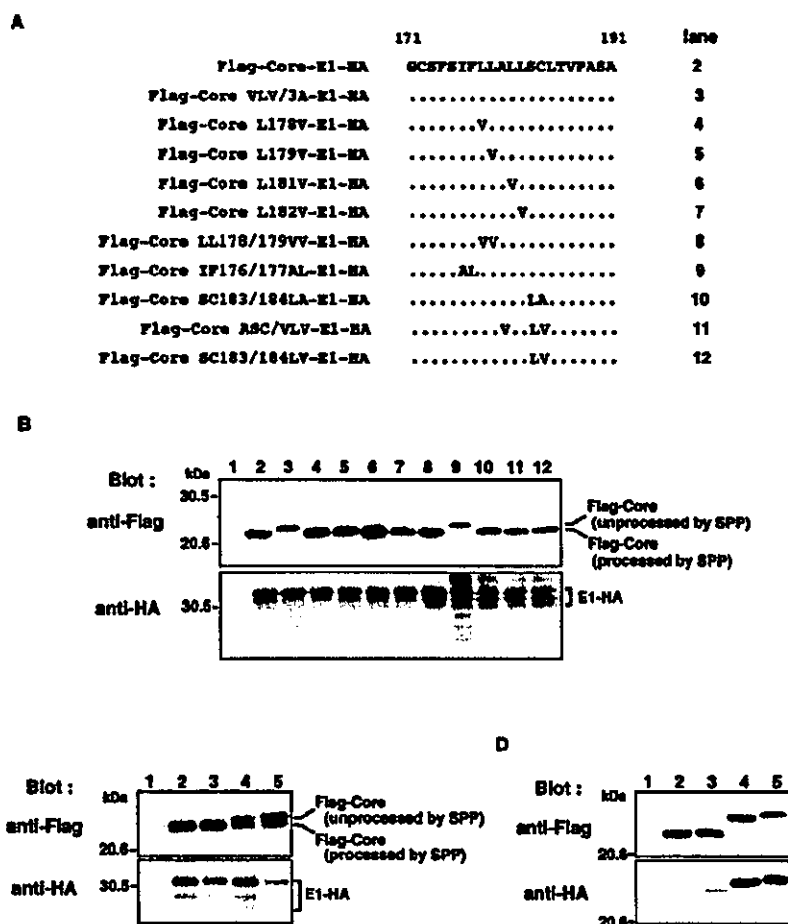 A
171 191 lane
Flag-Core-E1-HA GCSFSIFLLALLSCLTVPASA 2
Flag-Core VLV/3A-E1-HA ..................... 3
Flag-Core L178V-E1-HA .......V............. 4
Flag-Core L179V-E1-HA ........V............ 5
Flag-Core L181V-E1-HA ..........V.......... 6
Flag-Core L182V-E1-HA ...........V......... 7
Flag-Core LL178/179VV-E1-HA .......VV............ 8
Flag-Core IF176/177AL-E1-HA .....AL.............. 9
Flag-Core SC183/184LA-E1-HA ............LA....... 10
Flag-Core ASC/VLV-E1-HA .........V..LV....... 11
Flag-Core SC183/184LV-E1-HA ............LV....... 12
B
Blot : kDa 1 2 3 4 5 6 7 8 9 10 11 12
30.5
anti-Flag
Flag-Core
(unprocessed by SPP)
20.6
Flag-Core
(processed by SPP)
anti-HA 30.5 E1-HA
Blot : kDa 1 2 3 4 5
anti-Flag
Flag-Core
(unprocessed by SPP)
20.6
Flag-Core
(processed by SPP)
anti-HA 30.5 E1-HA
D
Blot : kDa 1 2 3 4 5
anti-Flag
20.6
anti-HA
20.6